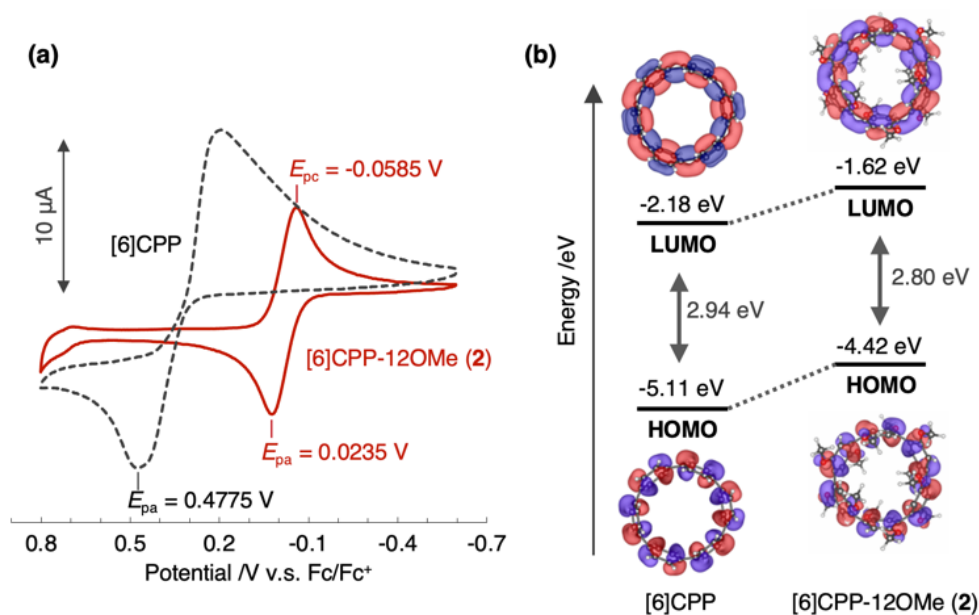 (a)
10 μA
[6]CPP
Epc = -0.0585 V
[6]CPP-12OMe (2)
Epa = 0.0235 V
Epa = 0.4775 V
0.8 0.5 0.2 -0.1 -0.4 -0.7
Potential /V v.s. Fc/Fc+
(b)
Energy /eV
-2.18 eV
LUMO
2.94 eV
-5.11 eV
HOMO
[6]CPP
-1.62 eV
LUMO
2.80 eV
-4.42 eV
HOMO
[6]CPP-12OMe (2)